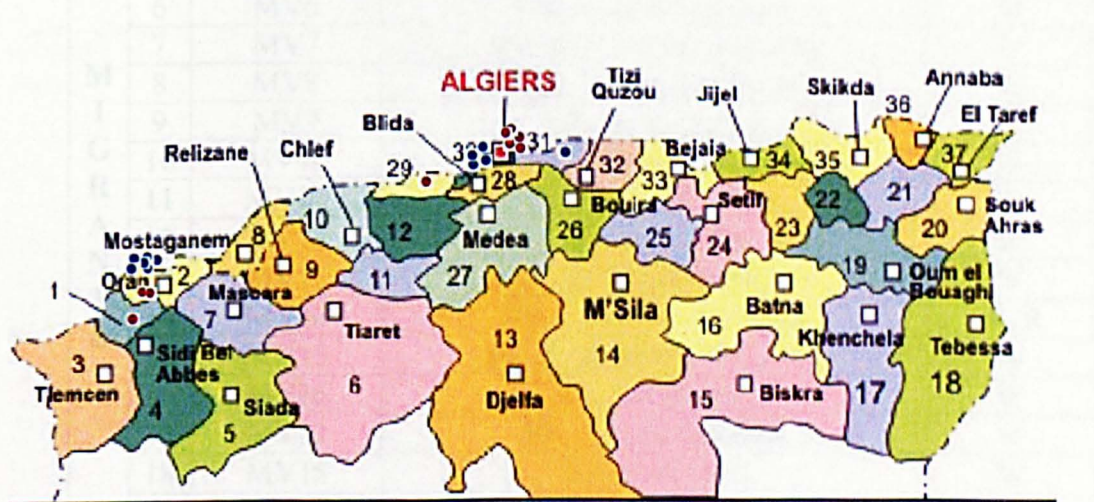 ALGIERS
Tizi
Quzou
Jijel
Skikda
Annaba
36
El Taref
Blida
31
Relizane
Chlef
29
28
32
Bejaia
33
34
35
37
10
12
Medea
26
Bouira
Setif
23
22
21
20
Souk
Ahras
Mostaganem
8
9
11
27
25
24
19
Oum el
Bouaghi
1
Oran
2
7
Mascara
Tiaret
M'Sila
Batna
16
Khenchela
Tebessa
3
Tlemcen
Sidi Bel
Abbes
4
5
Siada
6
13
Djelfa
14
15
Biskra
17
18